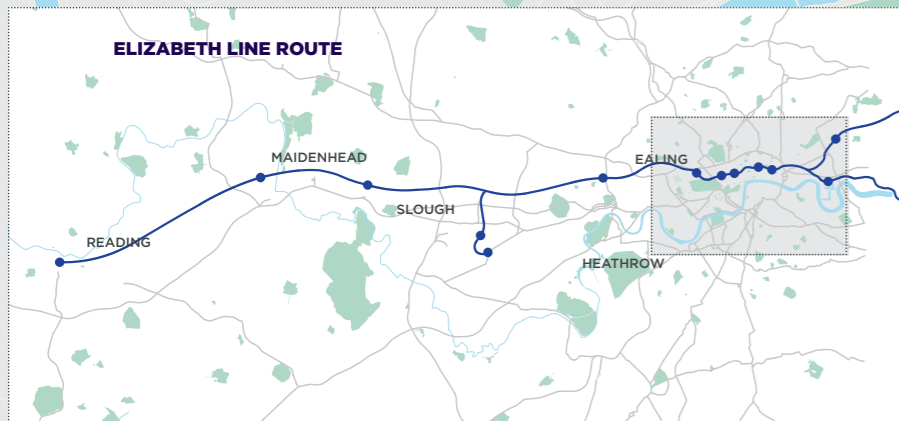 ELIZABETH LINE ROUTE
MAIDENHEAD
EALING
SLOUGH
READING
HEATHROW